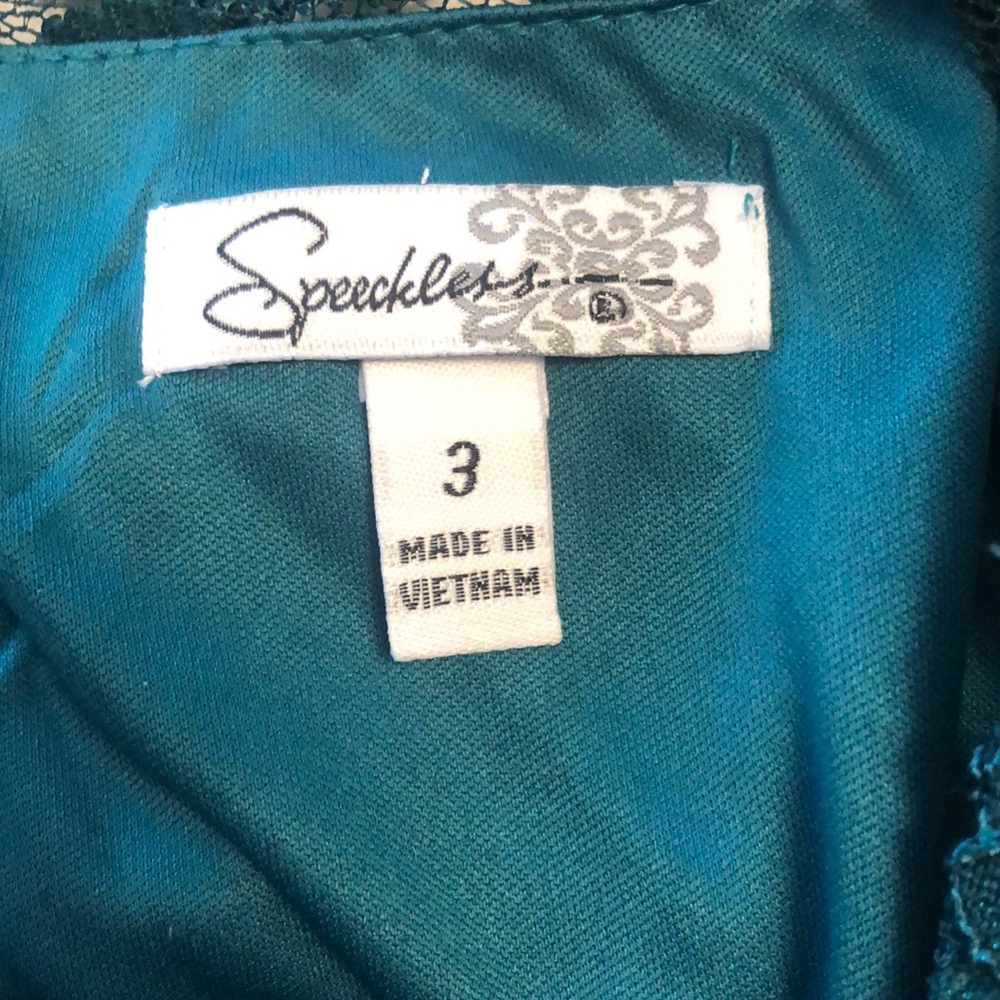 Speechless ®
3
MADE IN
VIETNAM